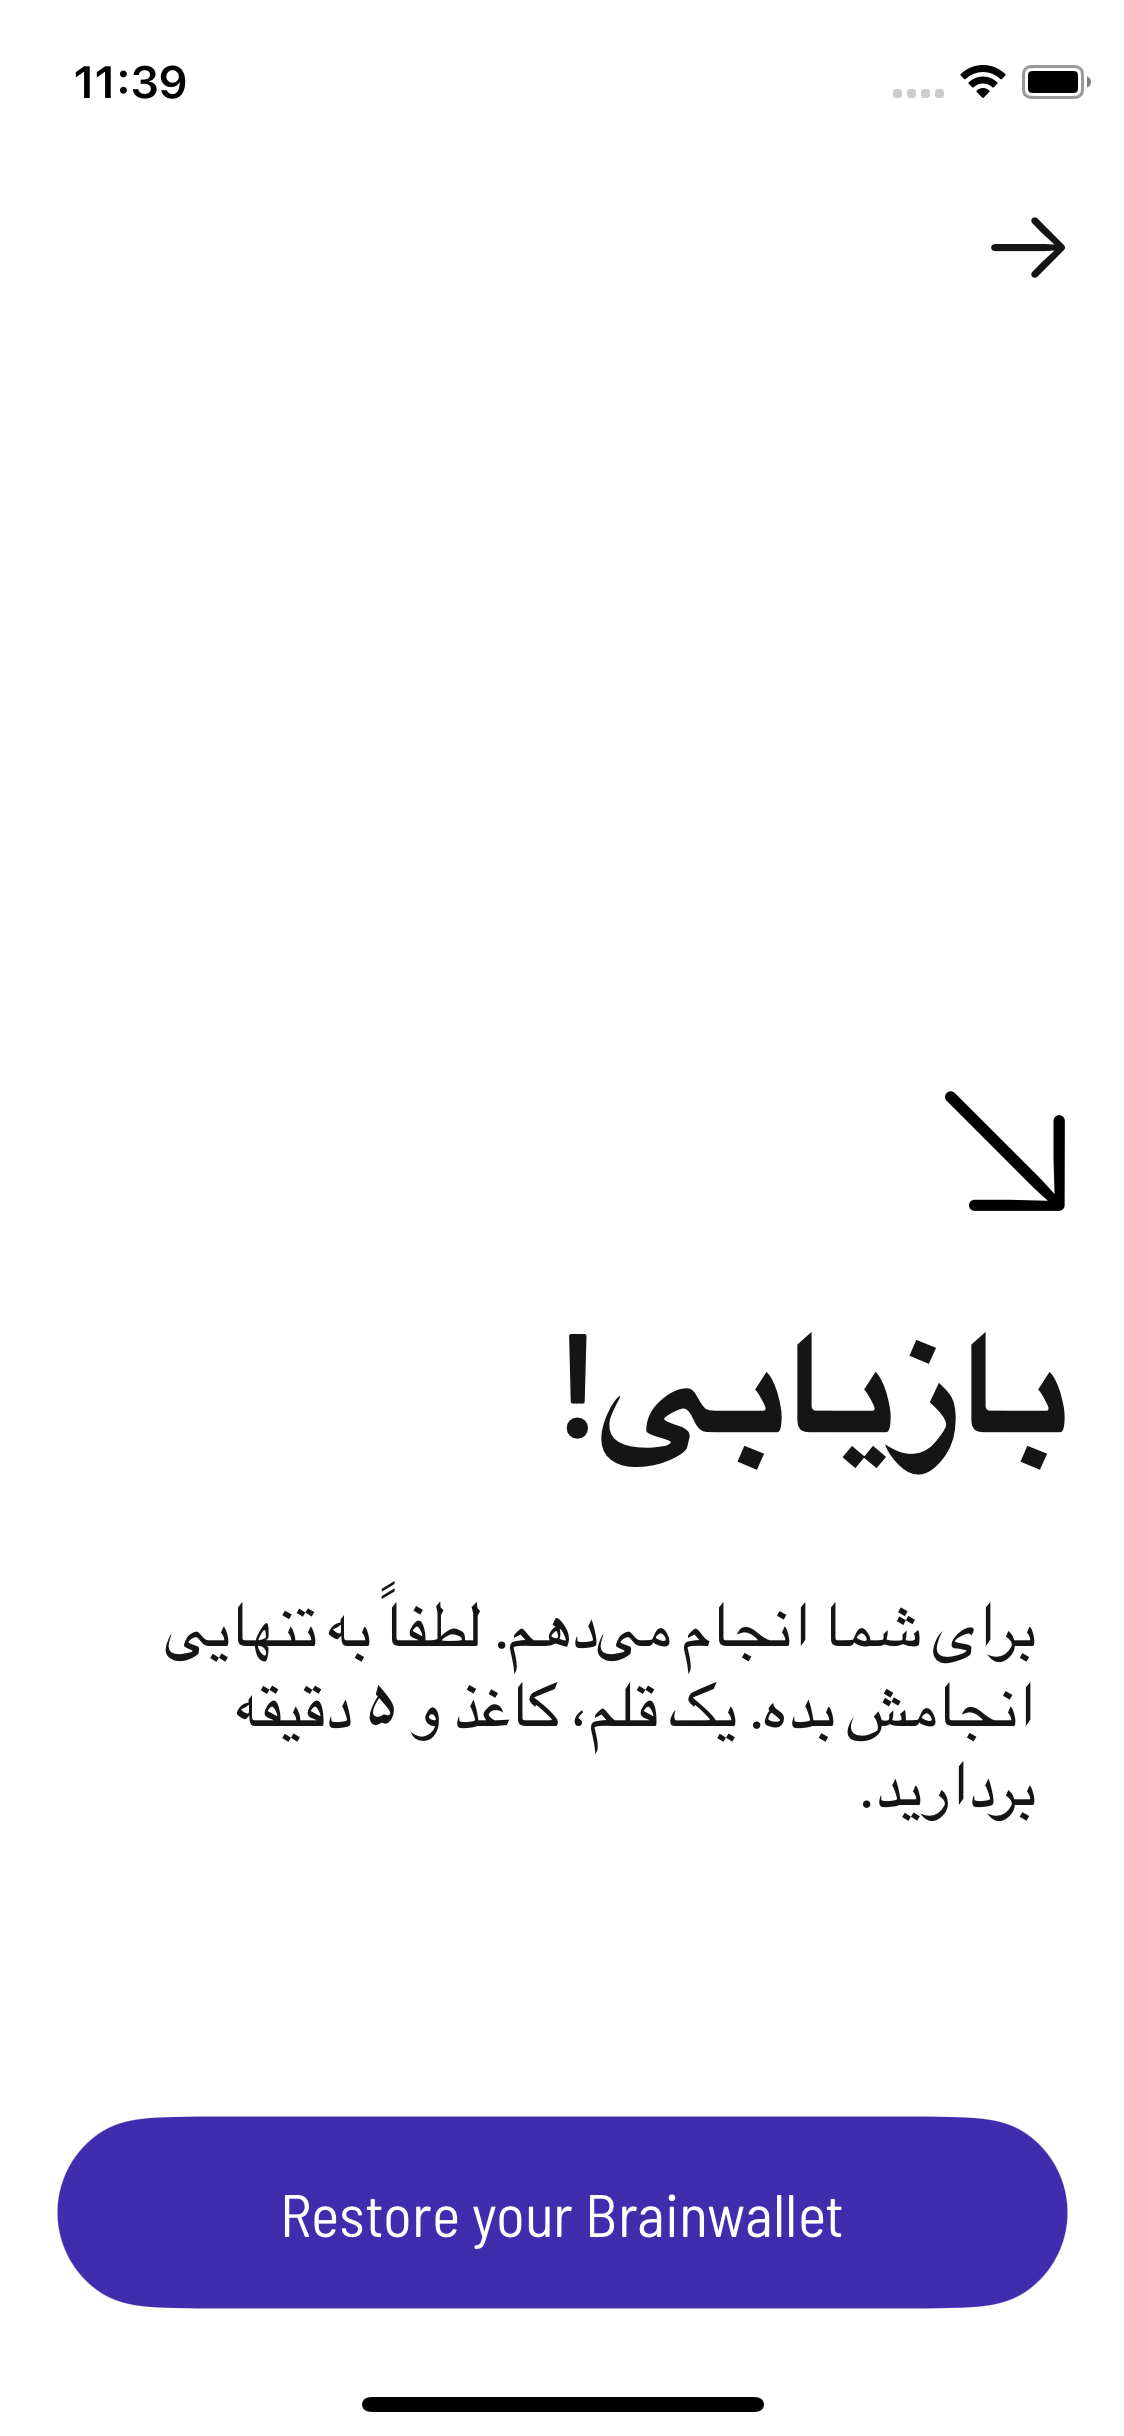 11:39
بازیابی!
برای شما انجام می‌دهم. لطفاً به تنهایی
انجامش بده. یک قلم، کاغذ و ۵ دقیقه
بردارید.
Restore your Brainwallet